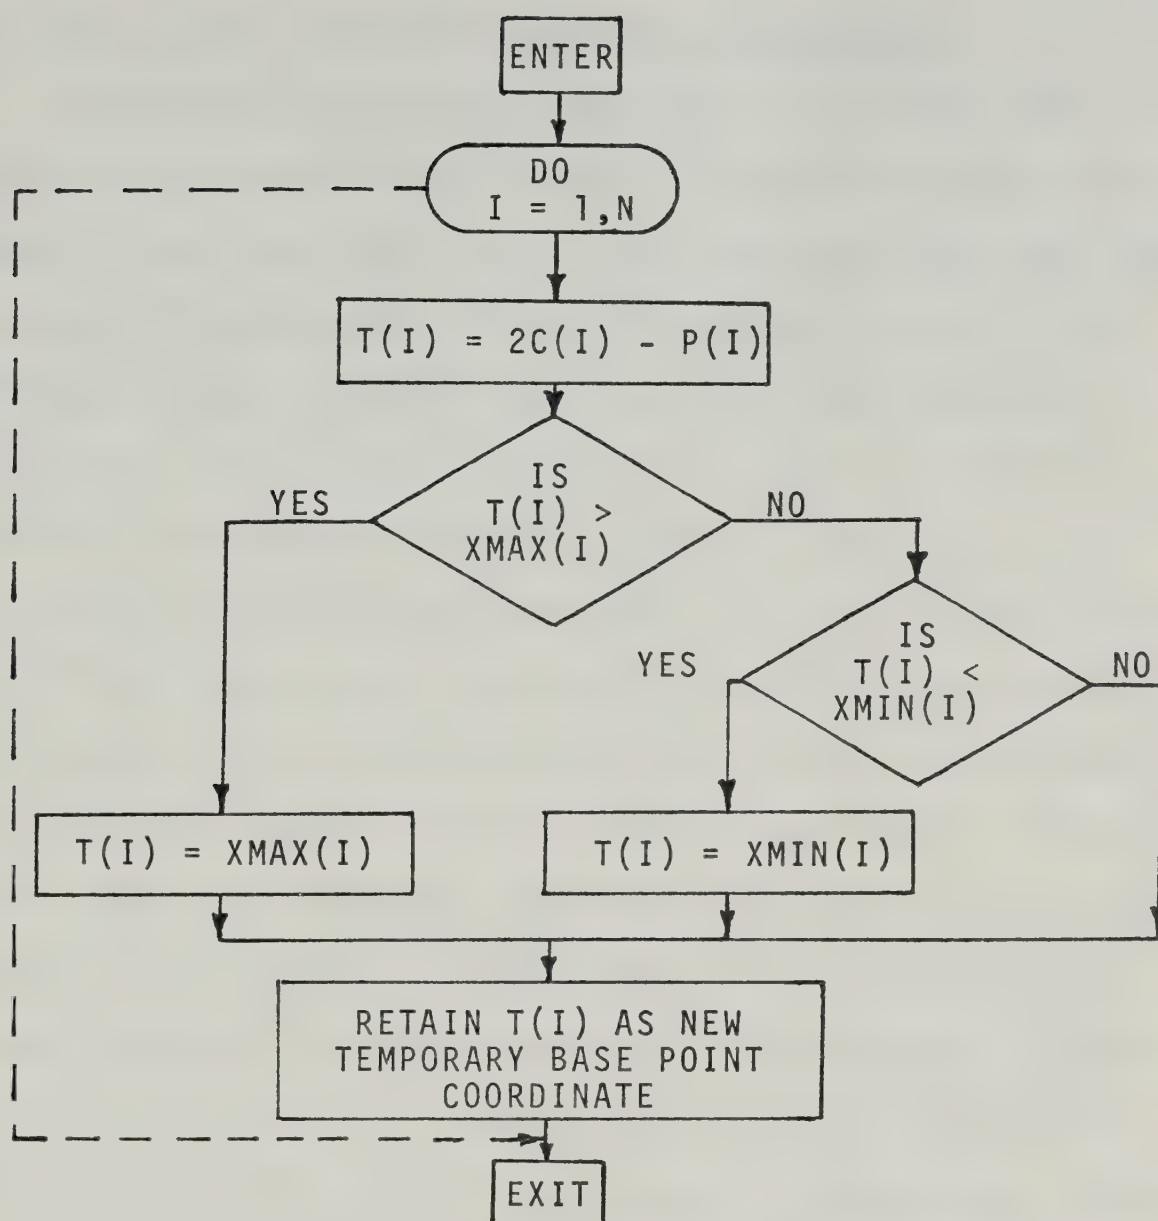 ENTER
DO
I = 1,N
T(I) = 2C(I) - P(I)
IS
T(I) >
XMAX(I)
YES
NO
IS
T(I) <
XMIN(I)
YES
NO
T(I) = XMAX(I)
T(I) = XMIN(I)
RETAIN T(I) AS NEW
TEMPORARY BASE POINT
COORDINATE
EXIT